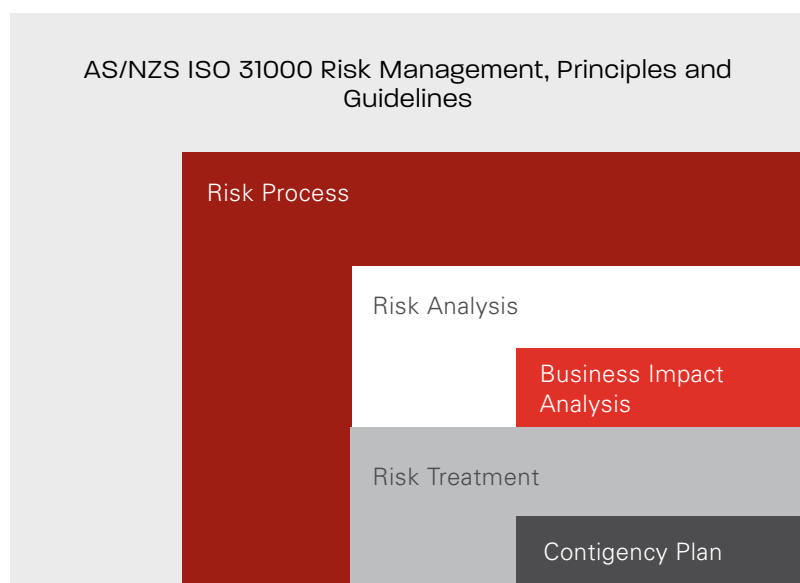 AS/NZS ISO 31000 Risk Management, Principles and
Guidelines
Risk Process
Risk Analysis
Business Impact
Analysis
Risk Treatment
Contigency Plan